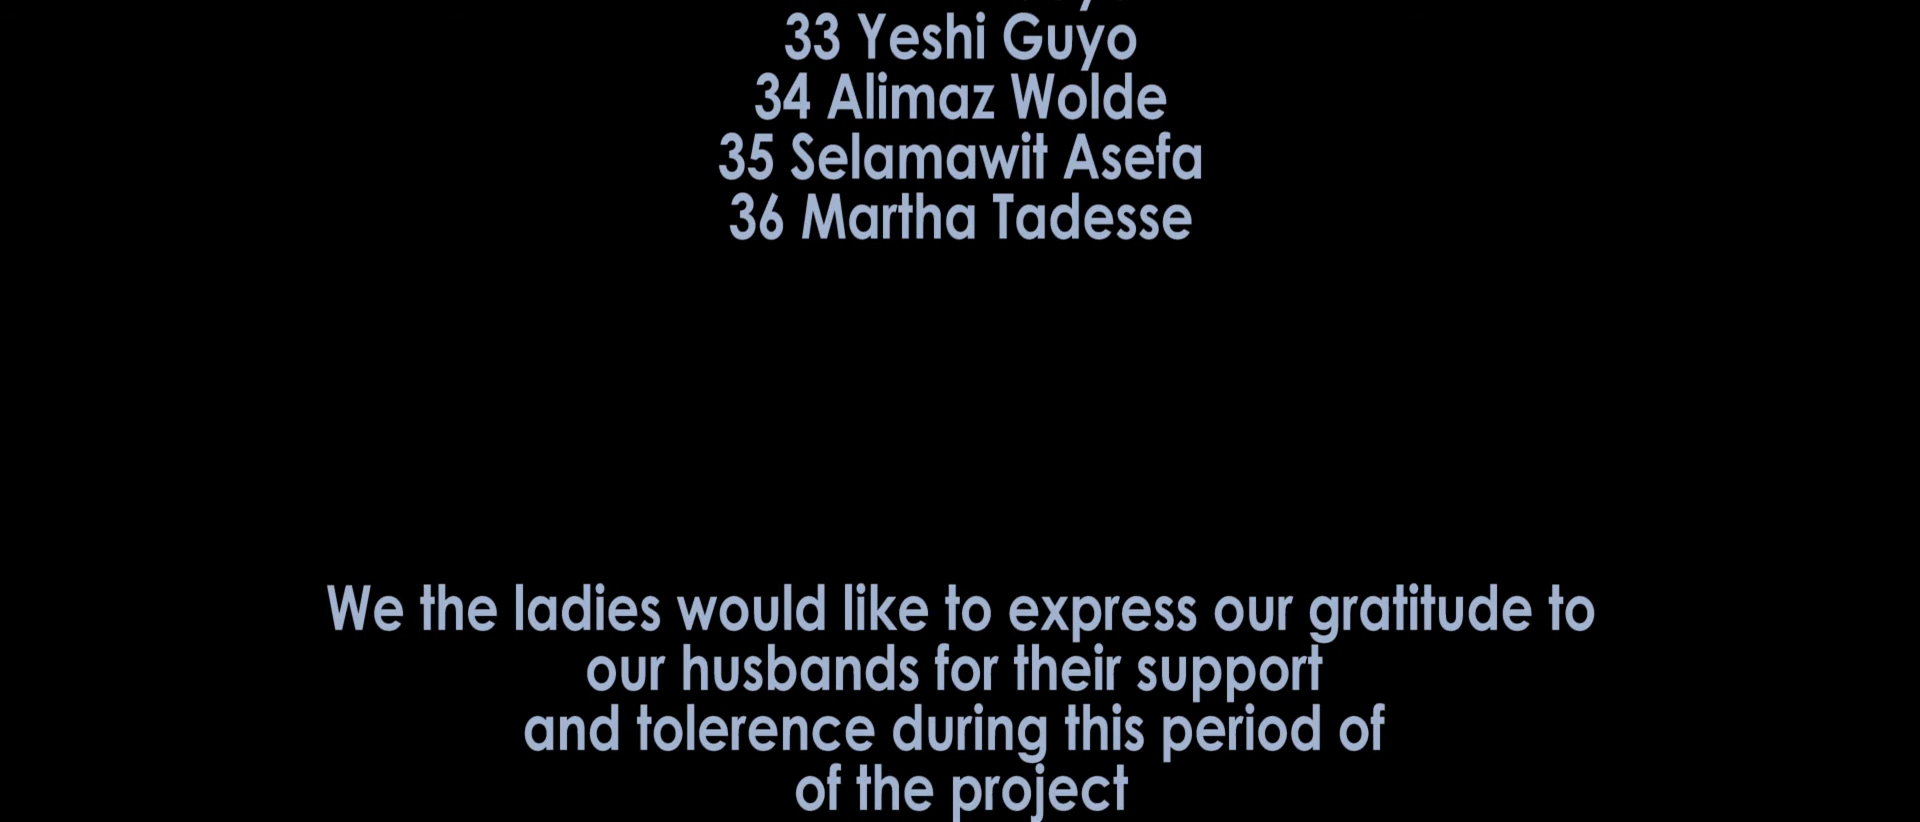 33 Yeshi Guyo
34 Alimaz Wolde
35 Selamawit Asefa
36 Martha Tadesse
We the ladies would like to express our gratitude to
our husbands for their support
and tolerence during this period of
of the project